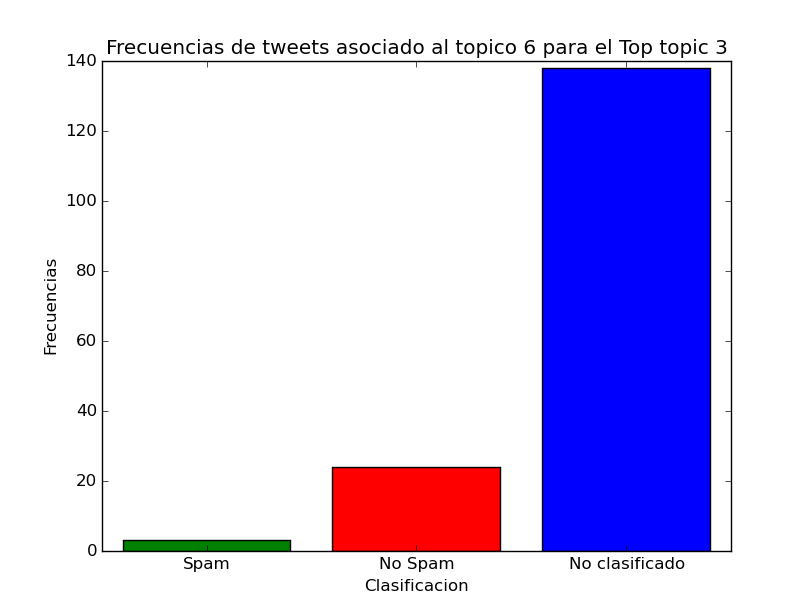 Frecuencias de tweets asociado al topico 6 para el Top topic 3
140
120
100
80
60
40
20
0
Frecuencias
Spam
No Spam
No clasificado
Clasificacion